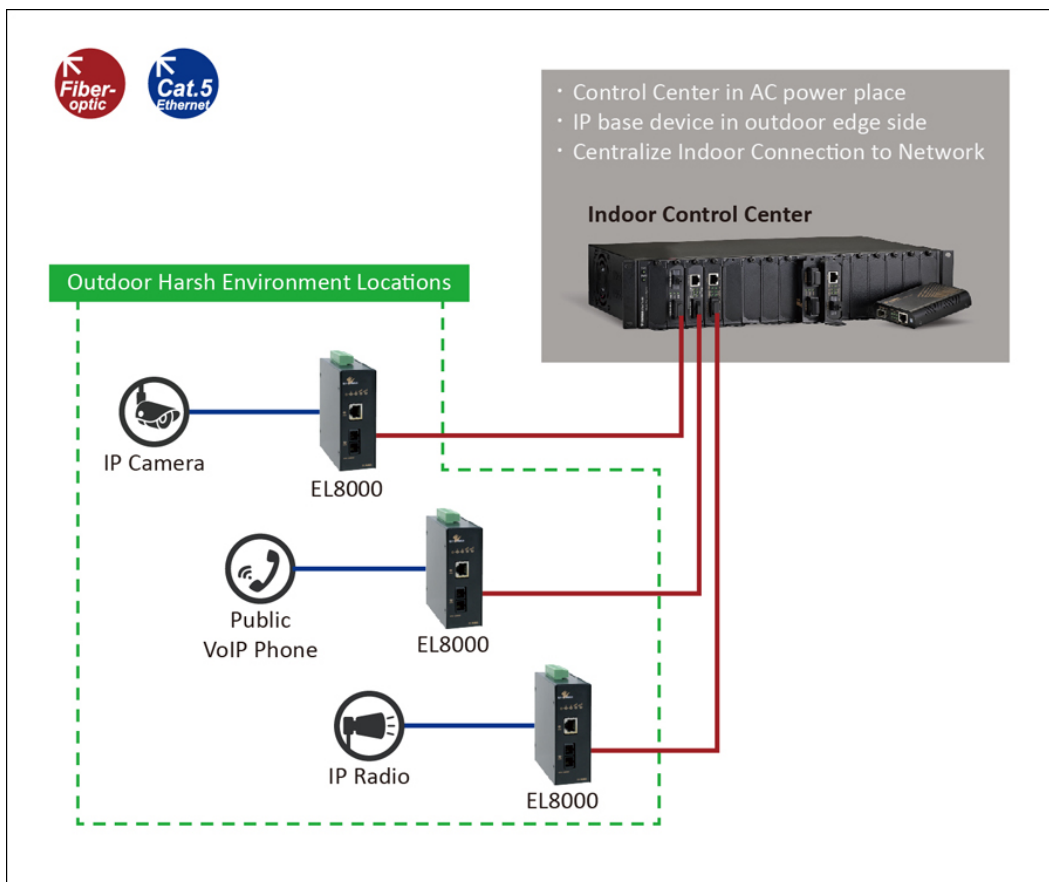 Fiber-
optic
Cat.5
Ethernet
· Control Center in AC power place
· IP base device in outdoor edge side
· Centralize Indoor Connection to Network
Indoor Control Center
Outdoor Harsh Environment Locations
IP Camera
EL8000
Public
VoIP Phone
EL8000
IP Radio
EL8000